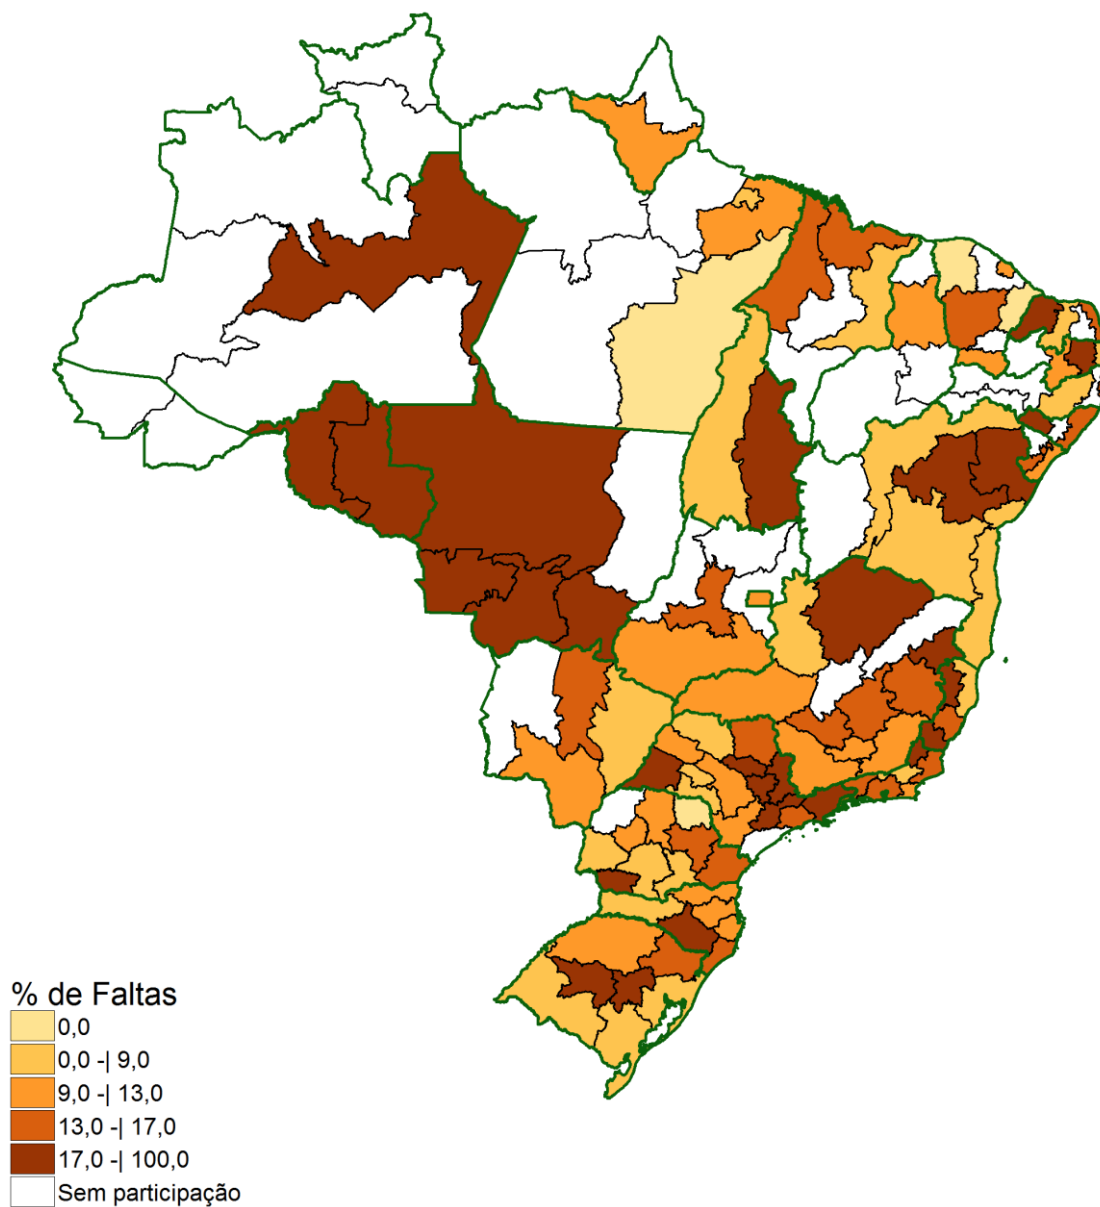 % de Faltas
0,0
0,0 -| 9,0
9,0 -| 13,0
13,0 -| 17,0
17,0 -| 100,0
Sem participação